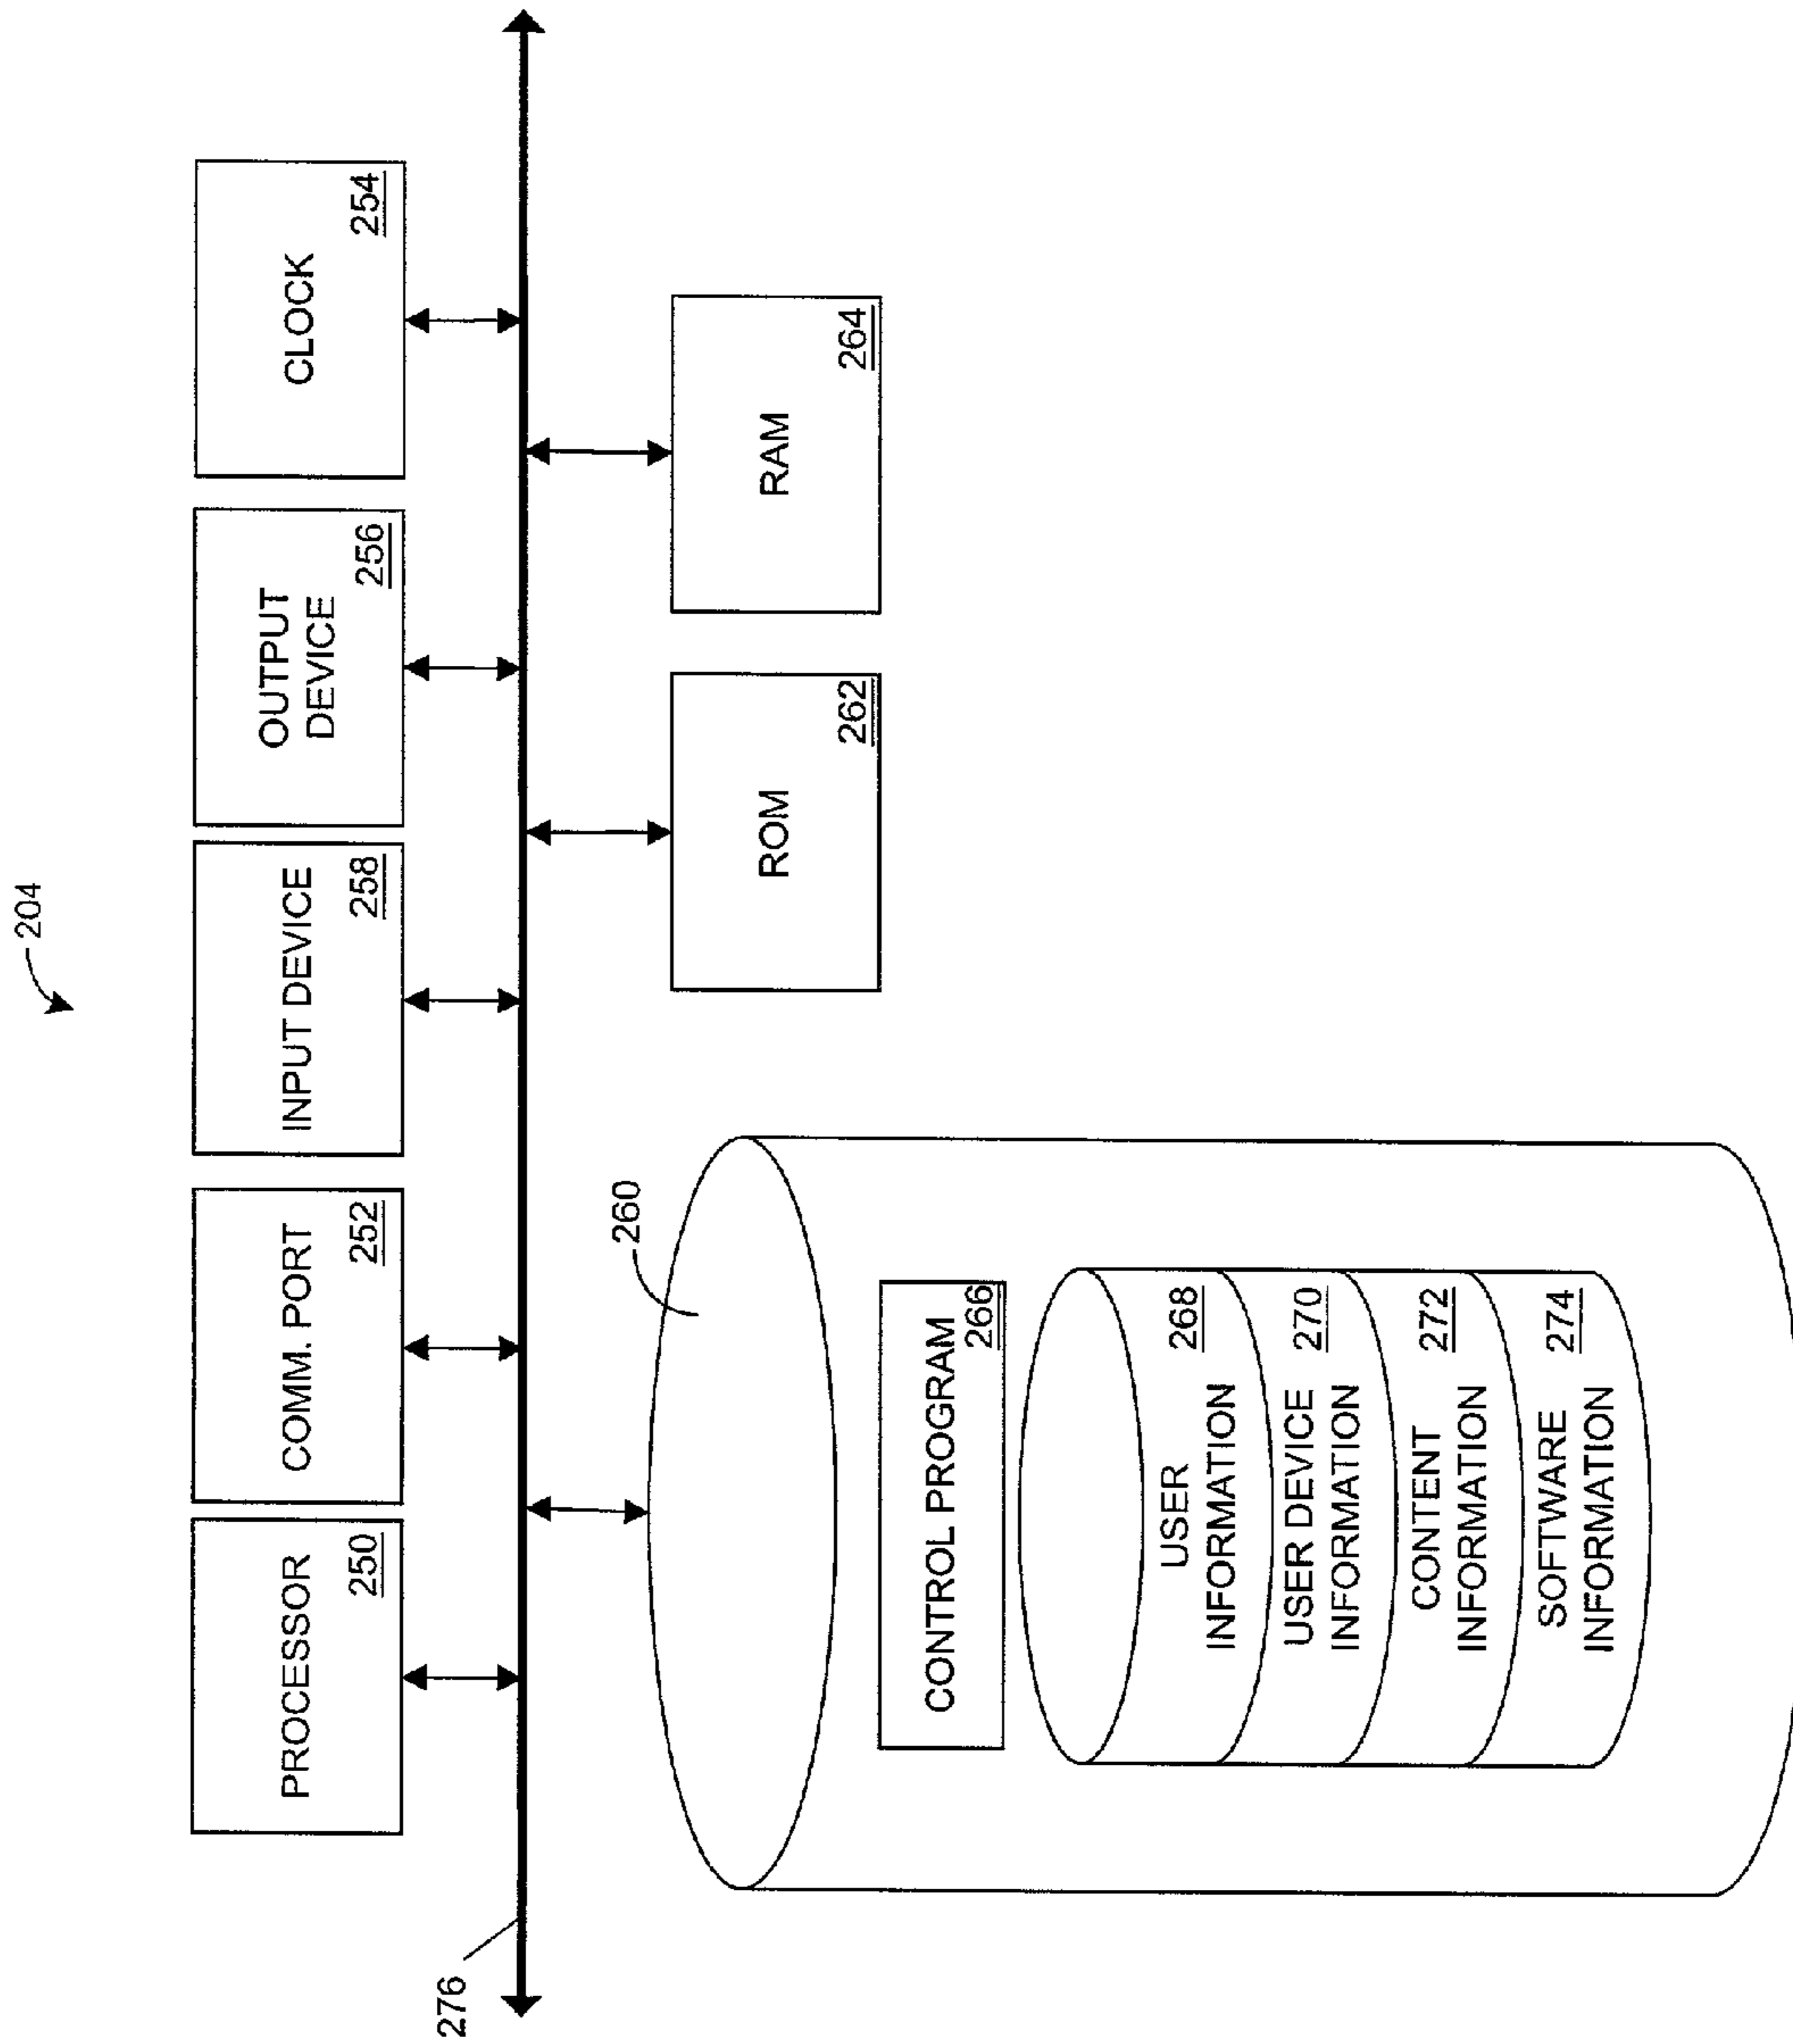 204
PROCESSOR
250
COMM. PORT
252
INPUT DEVICE
258
OUTPUT
DEVICE
256
CLOCK
254
276
260
ROM
262
RAM
264
CONTROL PROGRAM
266
USER
INFORMATION
268
USER DEVICE
INFORMATION
270
CONTENT
INFORMATION
272
SOFTWARE
INFORMATION
274